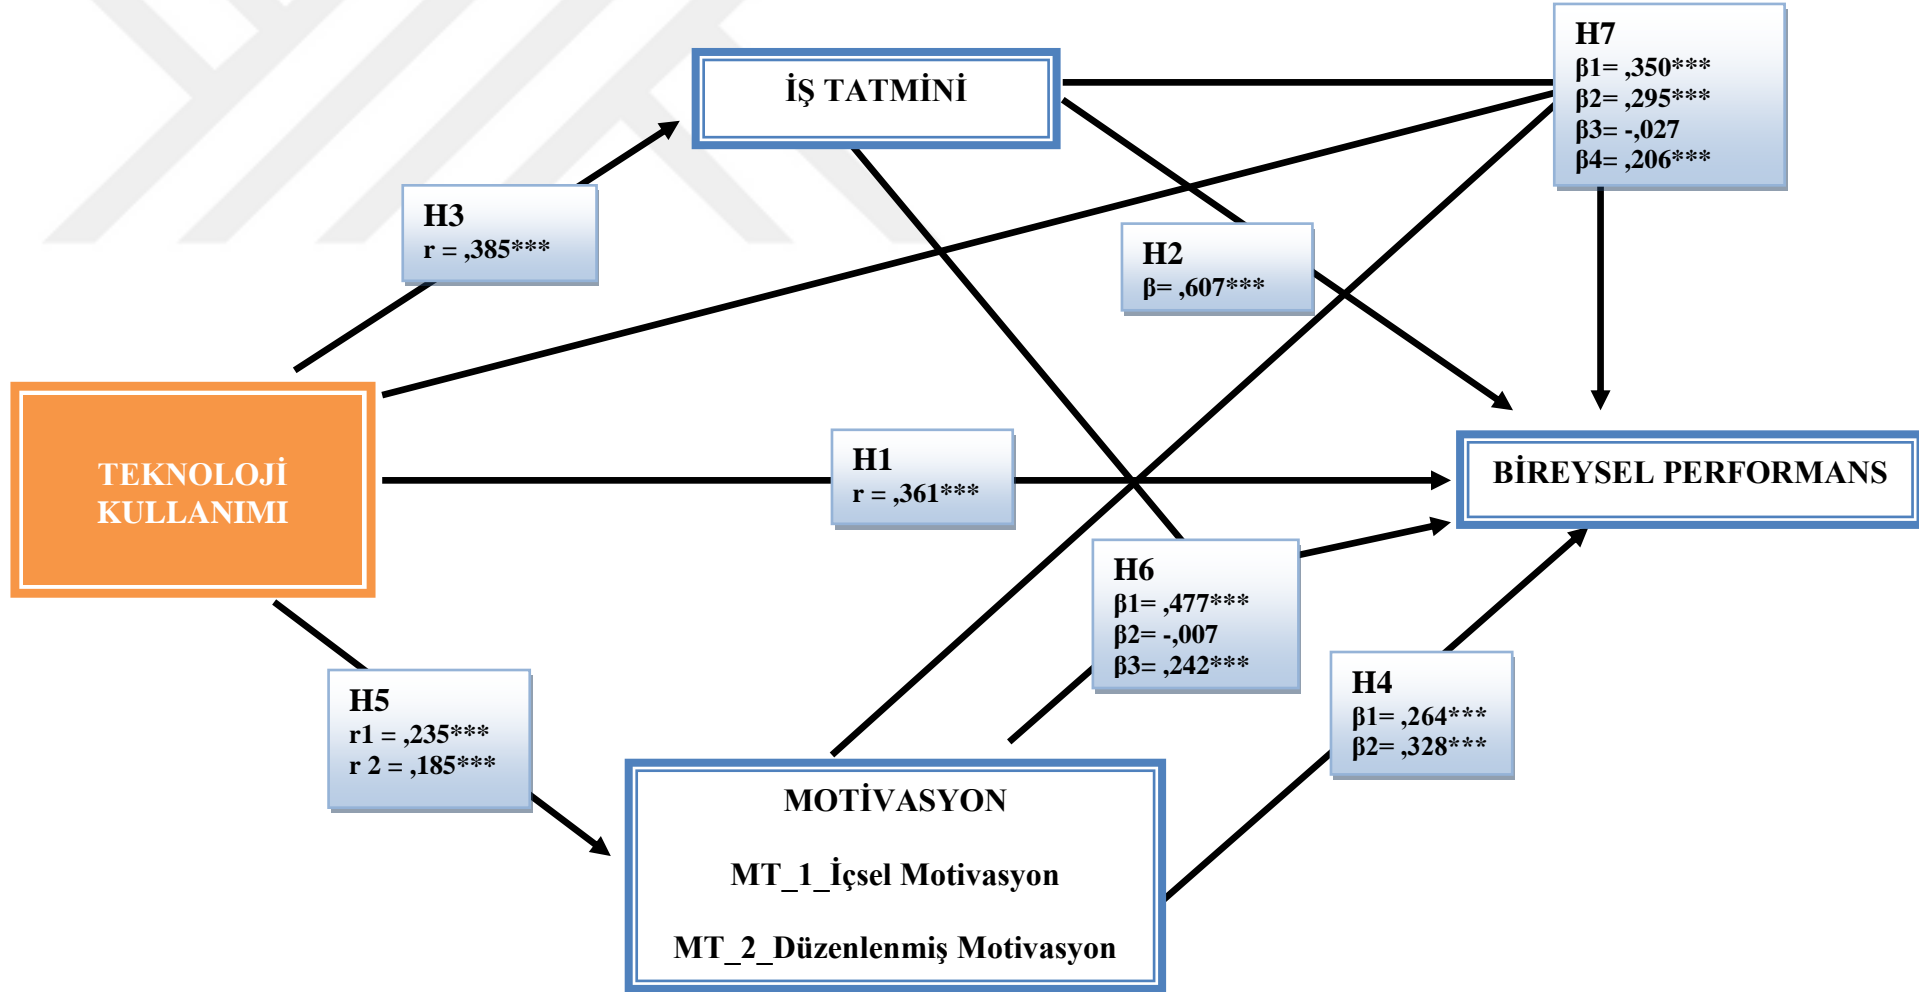 H7
β1= ,350***
β2= ,295***
β3= -,027
β4= ,206***
İŞ TATMİNİ
H3
r = ,385***
H2
β= ,607***
TEKNOLOJİ
KULLANIMI
H1
r = ,361***
BİREYSEL PERFORMANS
H6
β1= ,477***
β2= -,007
β3= ,242***
H4
β1= ,264***
β2= ,328***
H5
r1 = ,235***
r 2 = ,185***
MOTİVASYON
MT_1_İçsel Motivasyon
MT_2_Düzenlenmiş Motivasyon